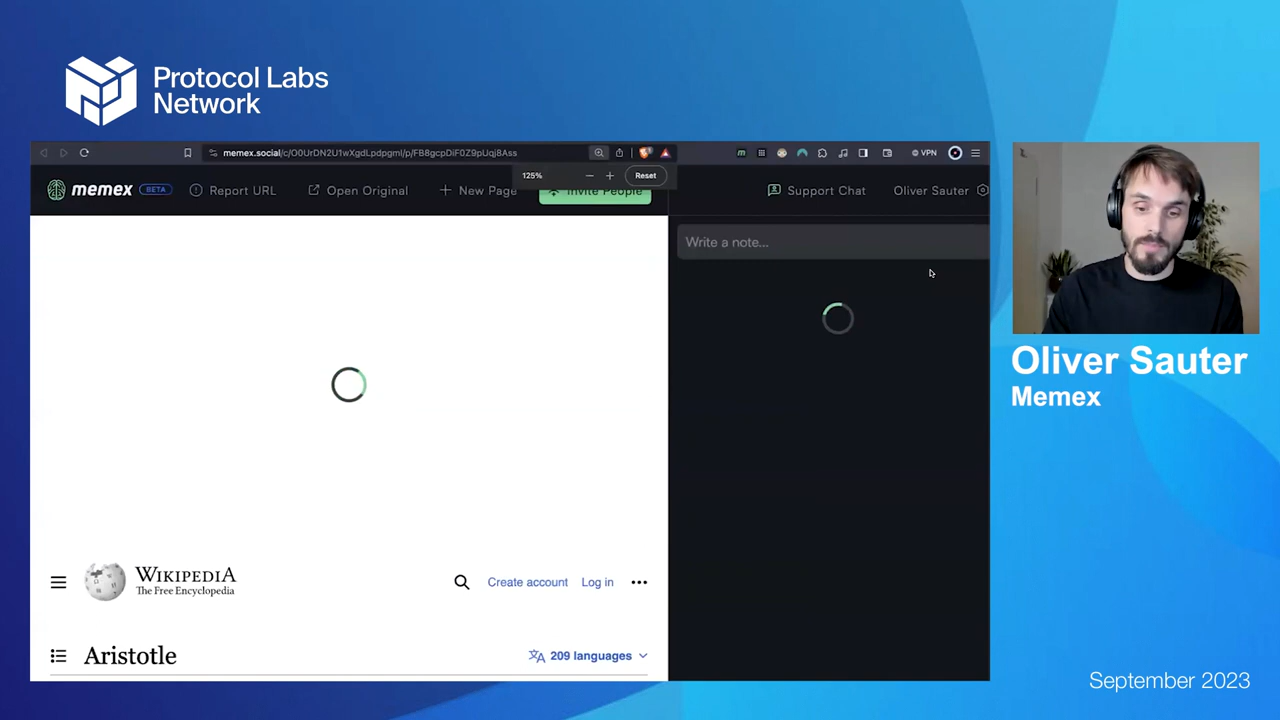 Protocol Labs
Network
memex.social/c/O0UrDN2U1wXgdLpdpgml/p/FB8gcpDiF0Z9pUqj8Ass
VPN
125%
Reset
memex BETA
Report URL
Open Original
New Page
Invite People
Support Chat
Oliver Sauter
Write a note...
WIKIPEDIA
The Free Encyclopedia
Create account
Log in
Aristotle
209 languages
Oliver Sauter
Memex
September 2023